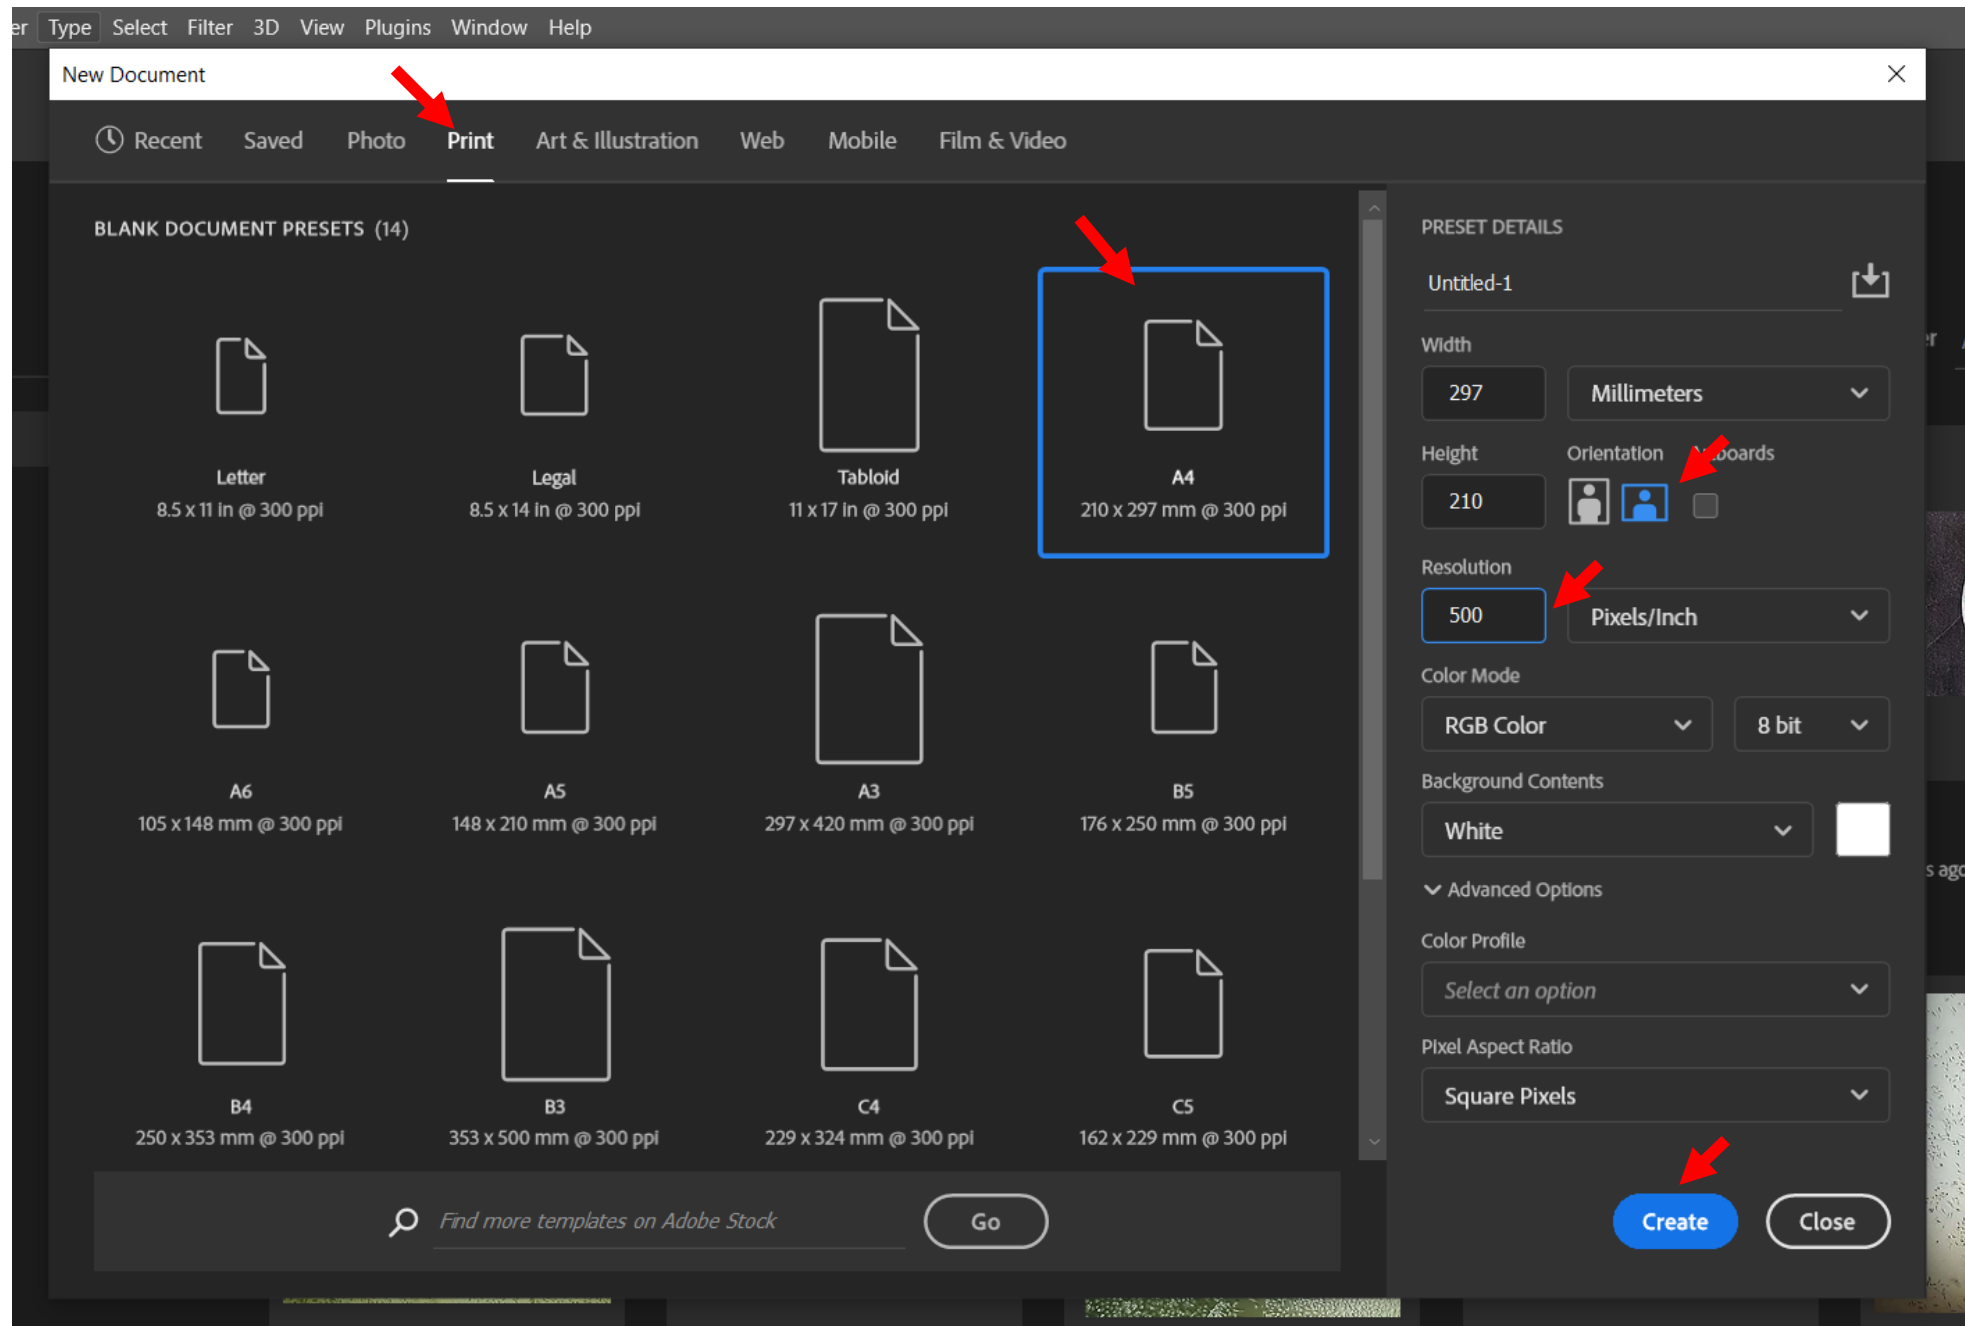 er Type Select Filter 3D View Plugins Window Help
New Document
Recent Saved Photo Print Art & Illustration Web Mobile Film & Video
BLANK DOCUMENT PRESETS (14)
Letter
8.5 x 11 in @ 300 ppi
Legal
8.5 x 14 in @ 300 ppi
Tabloid
11 x 17 in @ 300 ppi
A4
210 x 297 mm @ 300 ppi
A6
105 x 148 mm @ 300 ppi
A5
148 x 210 mm @ 300 ppi
A3
297 x 420 mm @ 300 ppi
B5
176 x 250 mm @ 300 ppi
B4
250 x 353 mm @ 300 ppi
B3
353 x 500 mm @ 300 ppi
C4
229 x 324 mm @ 300 ppi
C5
162 x 229 mm @ 300 ppi
Find more templates on Adobe Stock
Go
PRESET DETAILS
Untitled-1
Width
297 Millimeters
Height Orientation
210
Resolution
500 Pixels/Inch
Color Mode
RGB Color 8 bit
Background Contents
White
Advanced Options
Color Profile
Select an option
Pixel Aspect Ratio
Square Pixels
Create Close
er
s ago